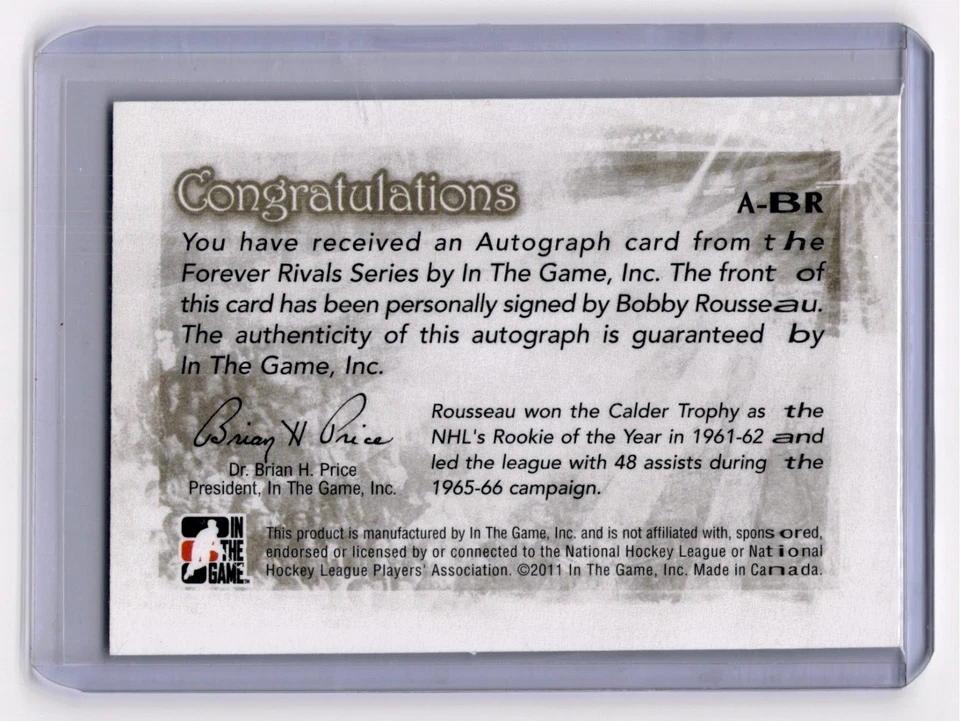 Congratulations
A-BR
You have received an Autograph card from the
Forever Rivals Series by In The Game, Inc. The front of
this card has been personally signed by Bobby Rousseau.
The authenticity of this autograph is guaranteed by
In The Game, Inc.
Brian H Price
Dr. Brian H. Price
President, In The Game, Inc.
Rousseau won the Calder Trophy as the
NHL's Rookie of the Year in 1961-62 and
led the league with 48 assists during the
1965-66 campaign.
IN
THE
GAME
This product is manufactured by In The Game, Inc. and is not affiliated with, sponsored,
endorsed or licensed by or connected to the National Hockey League or National
Hockey League Players' Association. ©2011 In The Game, Inc. Made in Canada.